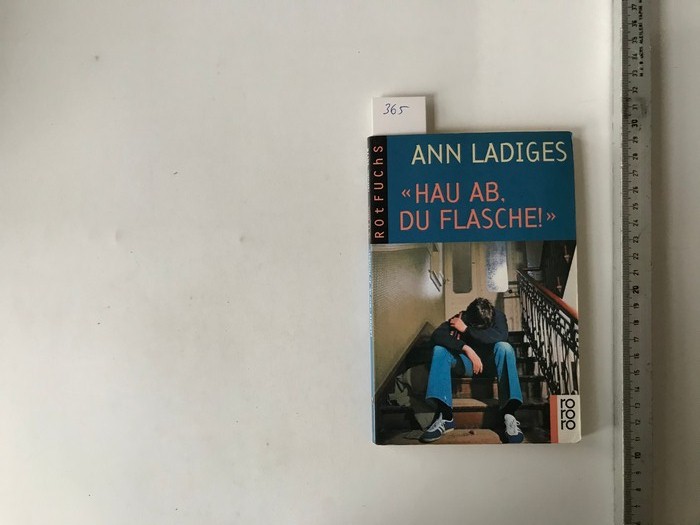 365
ROTFUCHS
ANN LADIGES
«HAU AB,
DU FLASCHE!»
ro
ro
ro